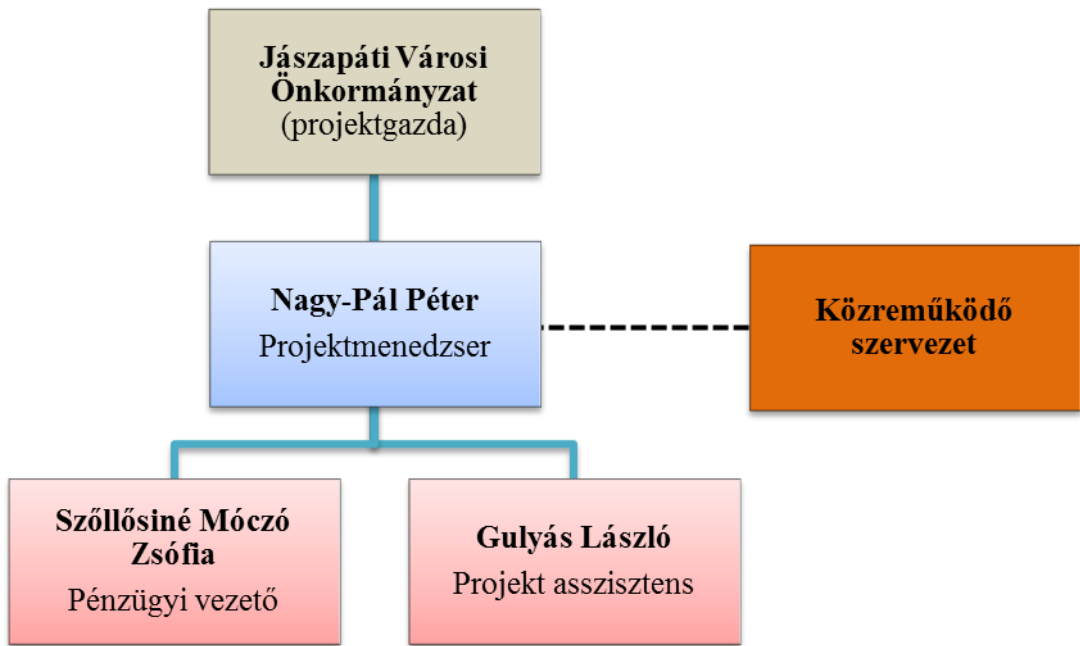 Jászapáti Városi
Önkormányzat
(projektgazda)
Nagy-Pál Péter
Projektmenedzser
Közreműködő
szervezet
Szőllősiné Móczó
Zsófia
Pénzügyi vezető
Gulyás László
Projekt asszisztens